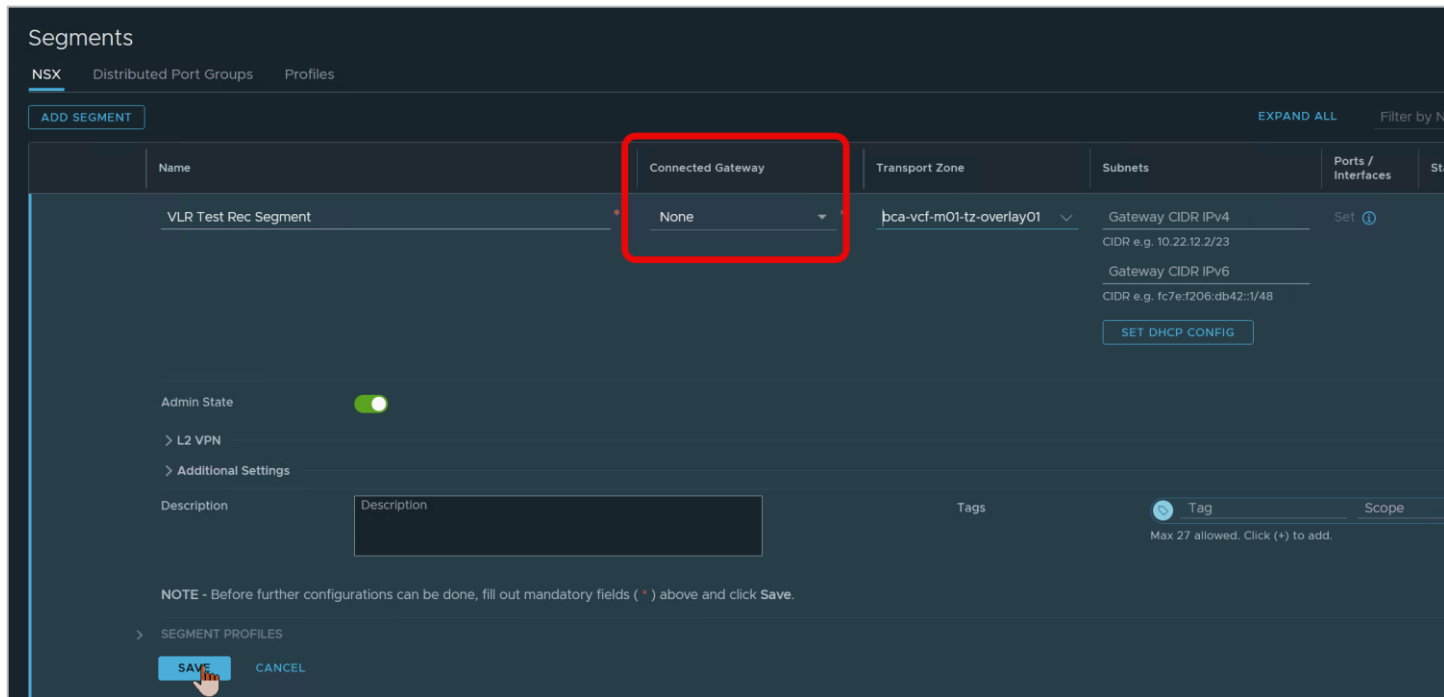 Segments
NSX Distributed Port Groups Profiles
ADD SEGMENT EXPAND ALL Filter by N
Name Connected Gateway Transport Zone Subnets Ports / Interfaces St
VLR Test Rec Segment * None * bca-vcf-m01-tz-overlay01 Gateway CIDR IPv4 Set
CIDR e.g. 10.22.12.2/23
Gateway CIDR IPv6
CIDR e.g. fc7e:f206:db42::1/48
SET DHCP CONFIG
Admin State
L2 VPN
Additional Settings
Description Description Tags Tag Scope
Max 27 allowed. Click (+) to add.
NOTE - Before further configurations can be done, fill out mandatory fields ( * ) above and click Save.
SEGMENT PROFILES
SAVE CANCEL